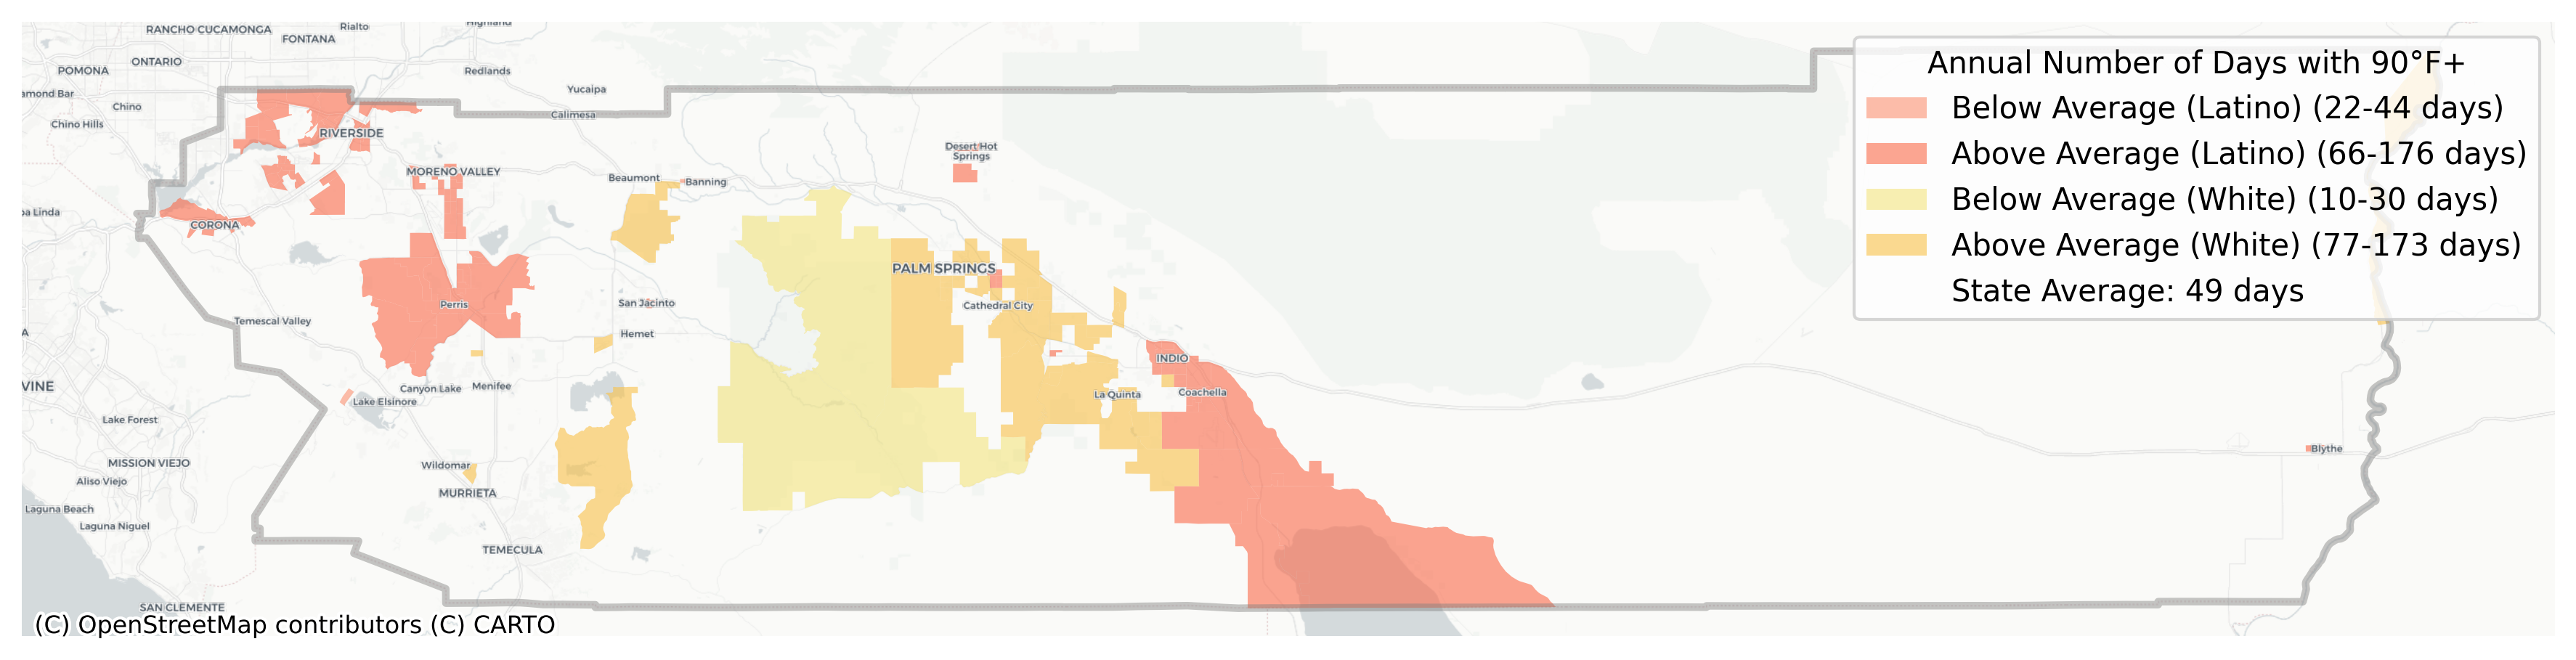 Highland
RANCHO CUCAMONGA
Rialto
FONTANA
ONTARIO
POMONA
Redlands
Yucaipa
amond Bar
Chino
Calimesa
Chino Hills
RIVERSIDE
Desert Hot
Springs
MORENO VALLEY
Beaumont
Banning
ba Linda
CORONA
PALM SPRINGS
San Jacinto
Cathedral City
Perris
Temescal Valley
A
Hemet
INDIO
VINE
Canyon Lake
Menifee
La Quinta
Coachella
Lake Elsinore
Lake Forest
Blythe
MISSION VIEJO
Wildomar
Aliso Viejo
MURRIETA
Laguna Beach
Laguna Niguel
TEMECULA
SAN CLEMENTE
(C) OpenStreetMap contributors (C) CARTO
Annual Number of Days with 90°F+
Below Average (Latino) (22-44 days)
Above Average (Latino) (66-176 days)
Below Average (White) (10-30 days)
Above Average (White) (77-173 days)
State Average: 49 days